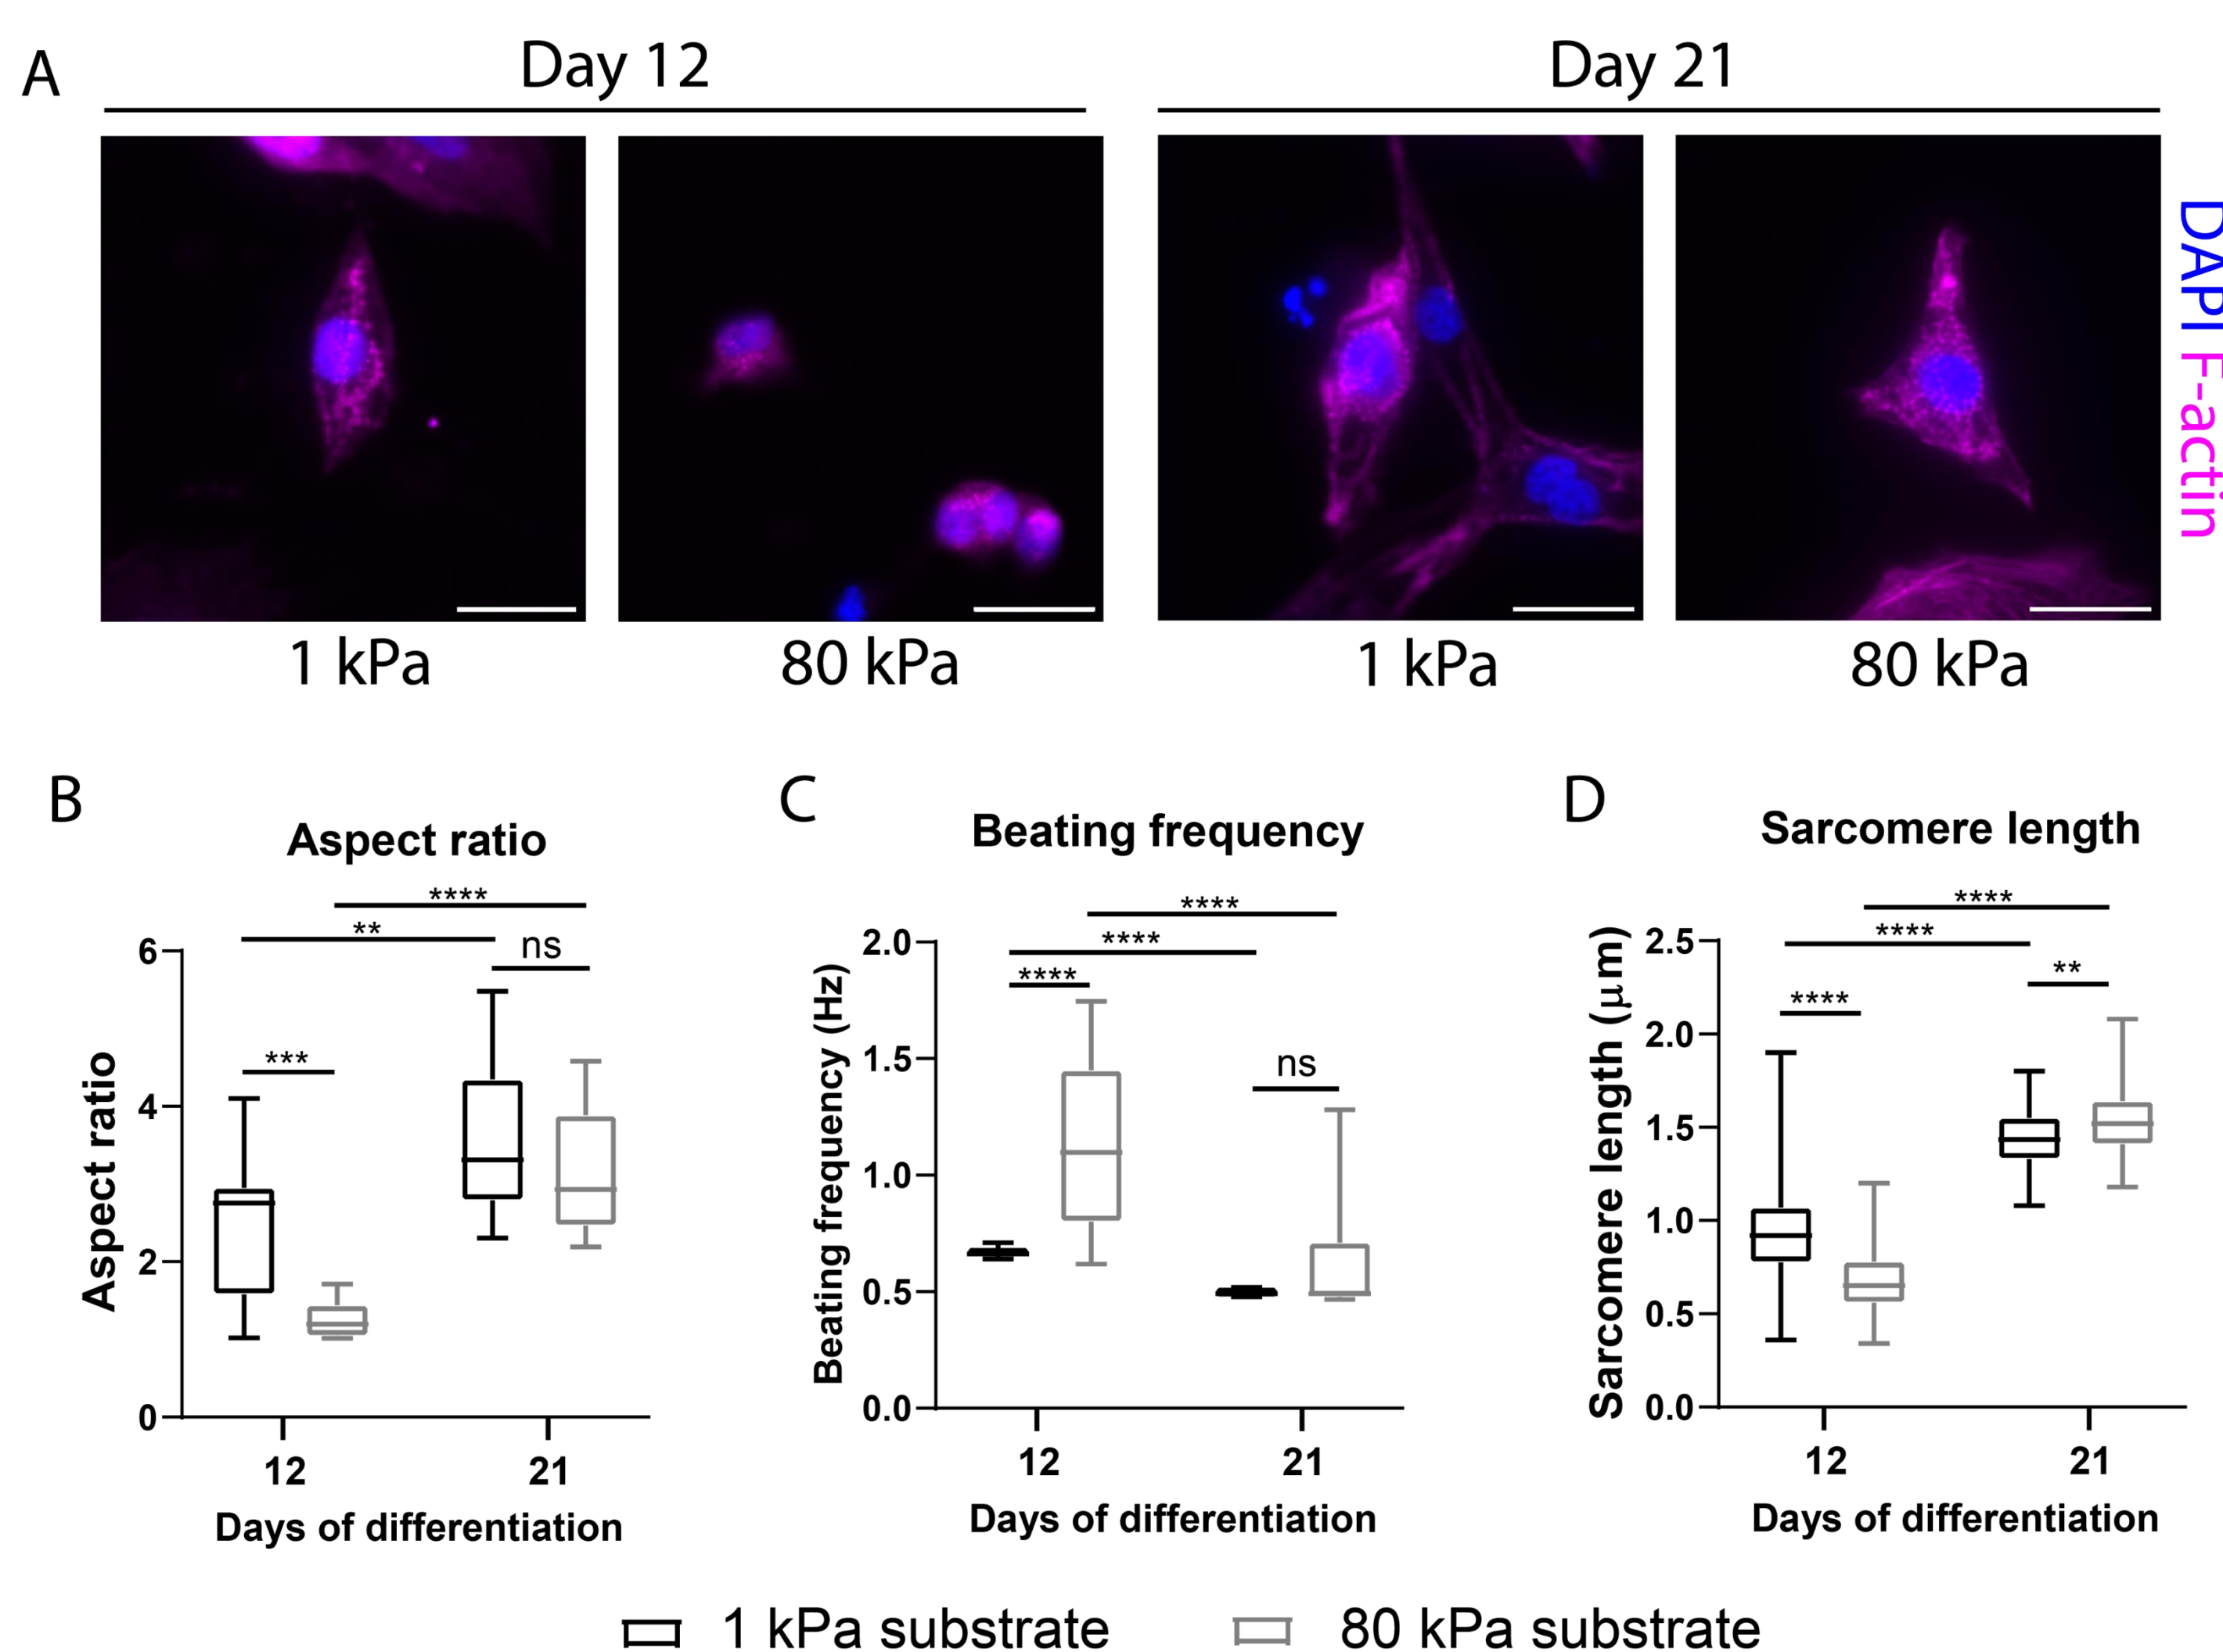 A
Day 12
Day 21
1 kPa
80 kPa
1 kPa
80 kPa
DAPI F-actin
B
Aspect ratio
****
**
ns
***
Aspect ratio
6
4
2
0
12
21
Days of differentiation
C
Beating frequency
****
****
****
ns
Beating frequency (Hz)
2.0
1.5
1.0
0.5
0.0
12
21
Days of differentiation
D
Sarcomere length
****
****
**
****
Sarcomere length (μm)
2.5
2.0
1.5
1.0
0.5
0.0
12
21
Days of differentiation
1 kPa substrate
80 kPa substrate